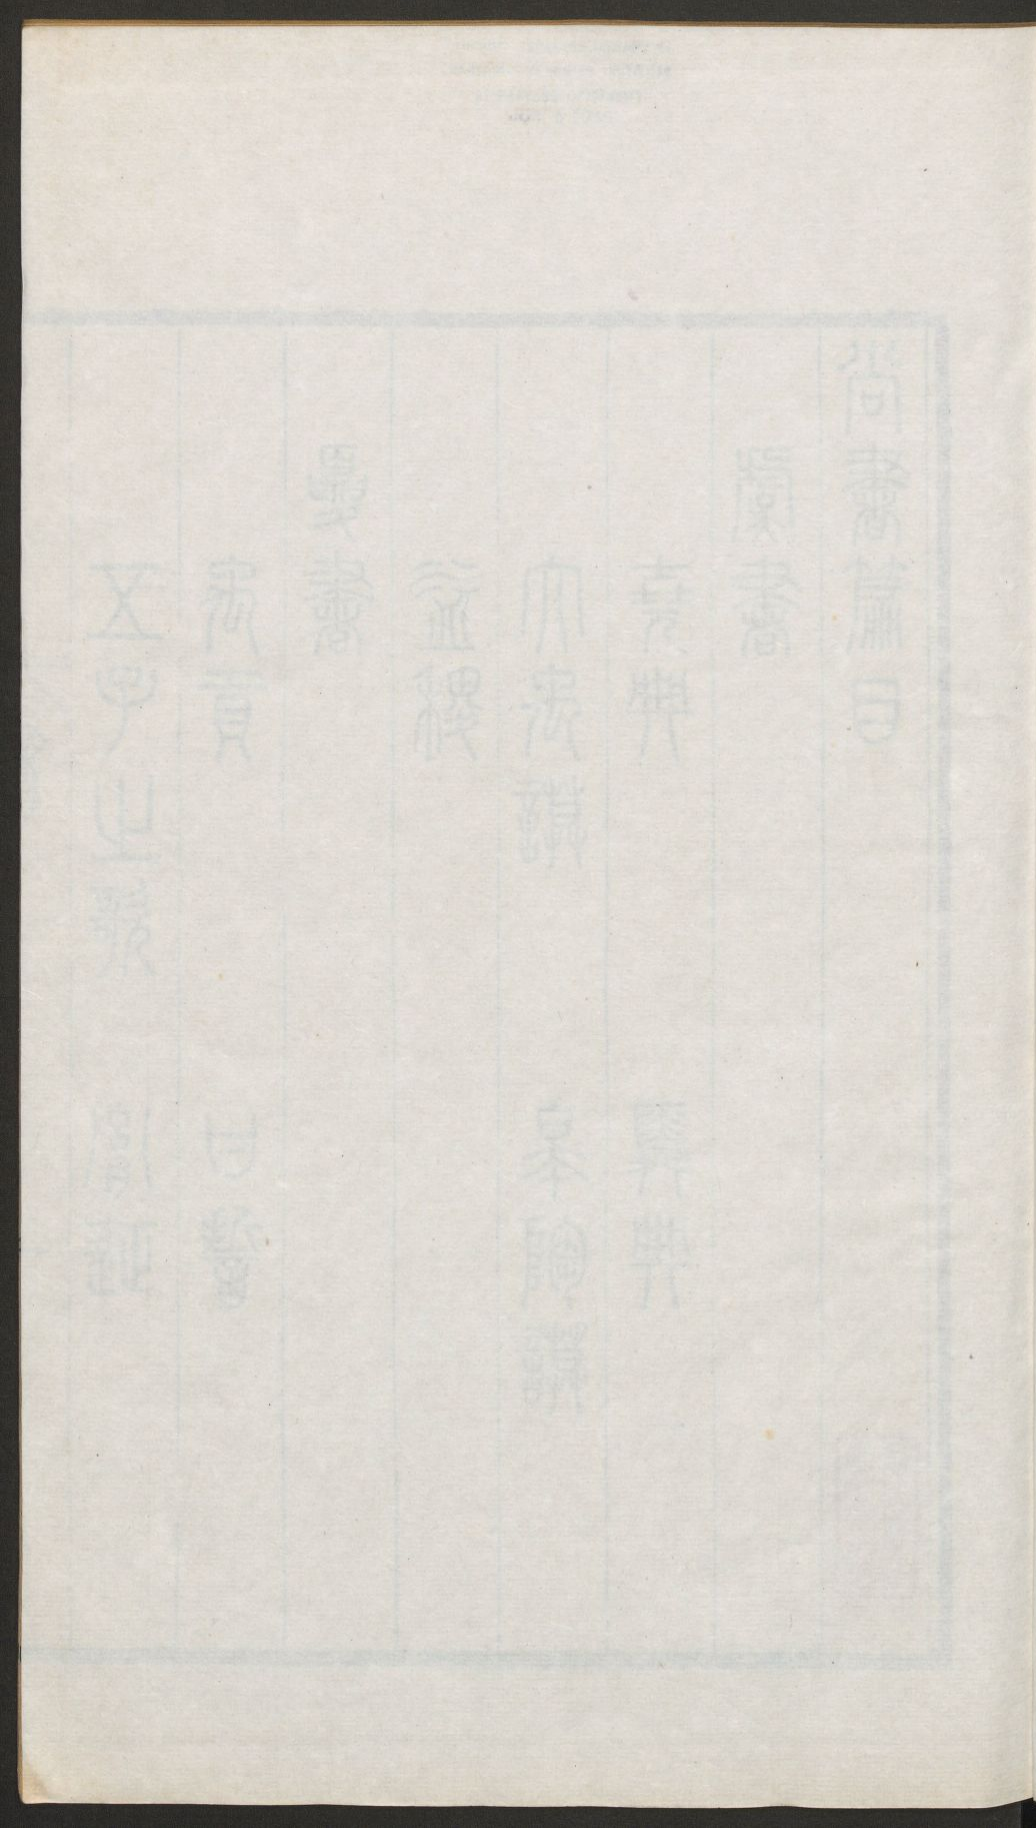 尚書篇目
虞書
堯典 舜典
大禹謨 皋陶謨
益稷
夏書
禹貢 甘誓
五子之歌 胤征